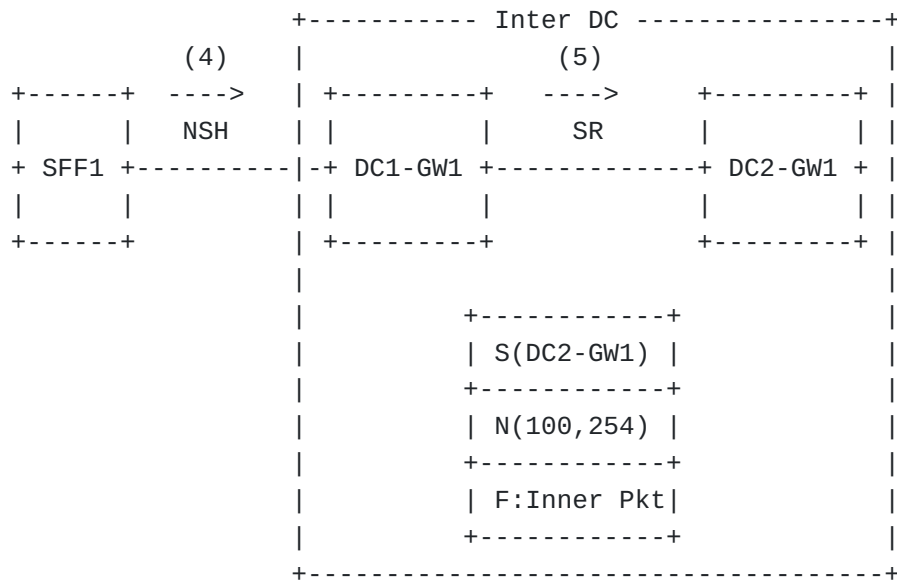 Inter DC
(4) (5)
----> ---->
NSH SR
SFF1 DC1-GW1 DC2-GW1
S(DC2-GW1)
N(100,254)
F:Inner Pkt